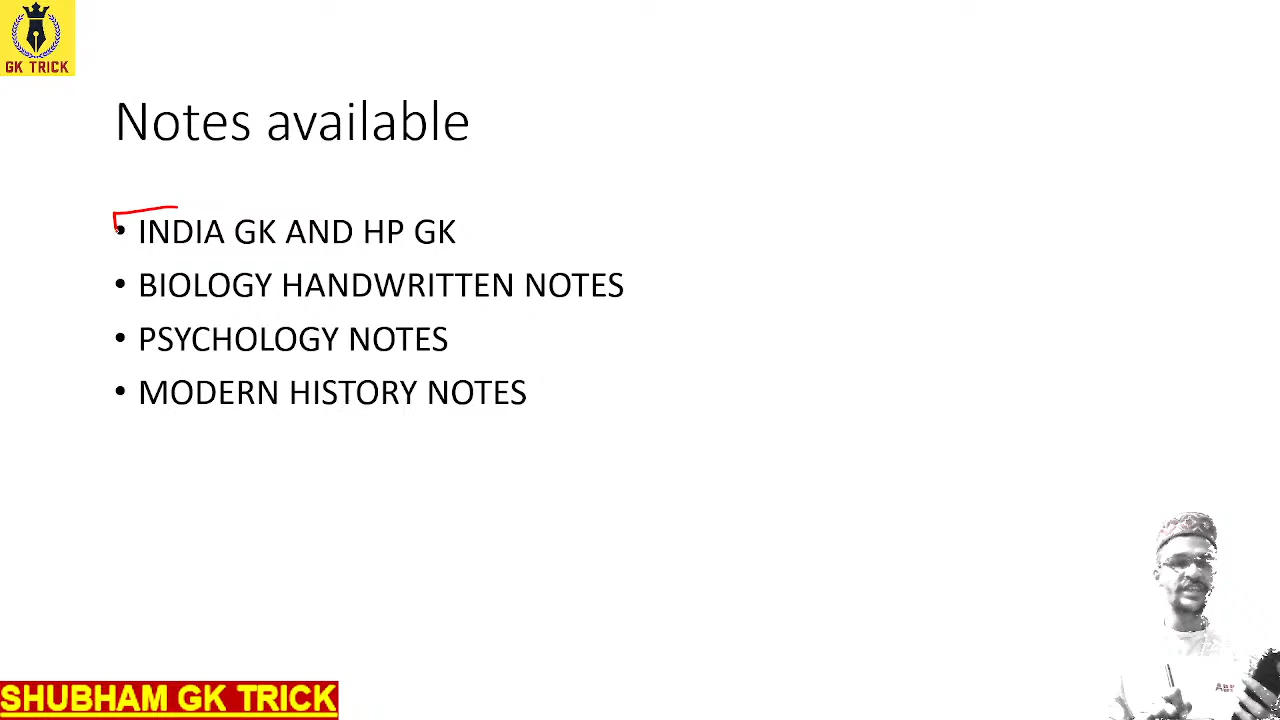 GK TRICK
Notes available
• INDIA GK AND HP GK
• BIOLOGY HANDWRITTEN NOTES
• PSYCHOLOGY NOTES
• MODERN HISTORY NOTES
SHUBHAM GK TRICK